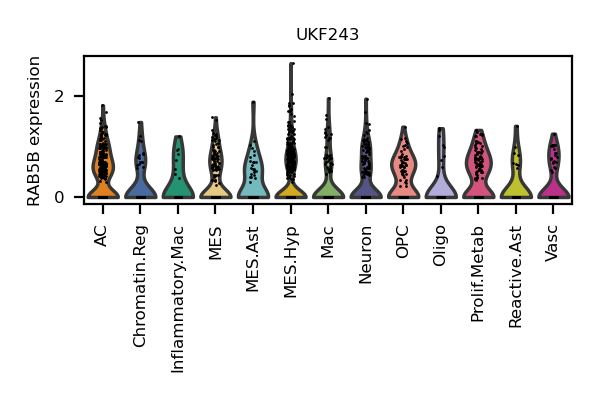 UKF243
RAB5B expression
2
0
AC
Chromatin.Reg
Inflammatory.Mac
MES
MES.Ast
MES.Hyp
Mac
Neuron
OPC
Oligo
Prolif.Metab
Reactive.Ast
Vasc